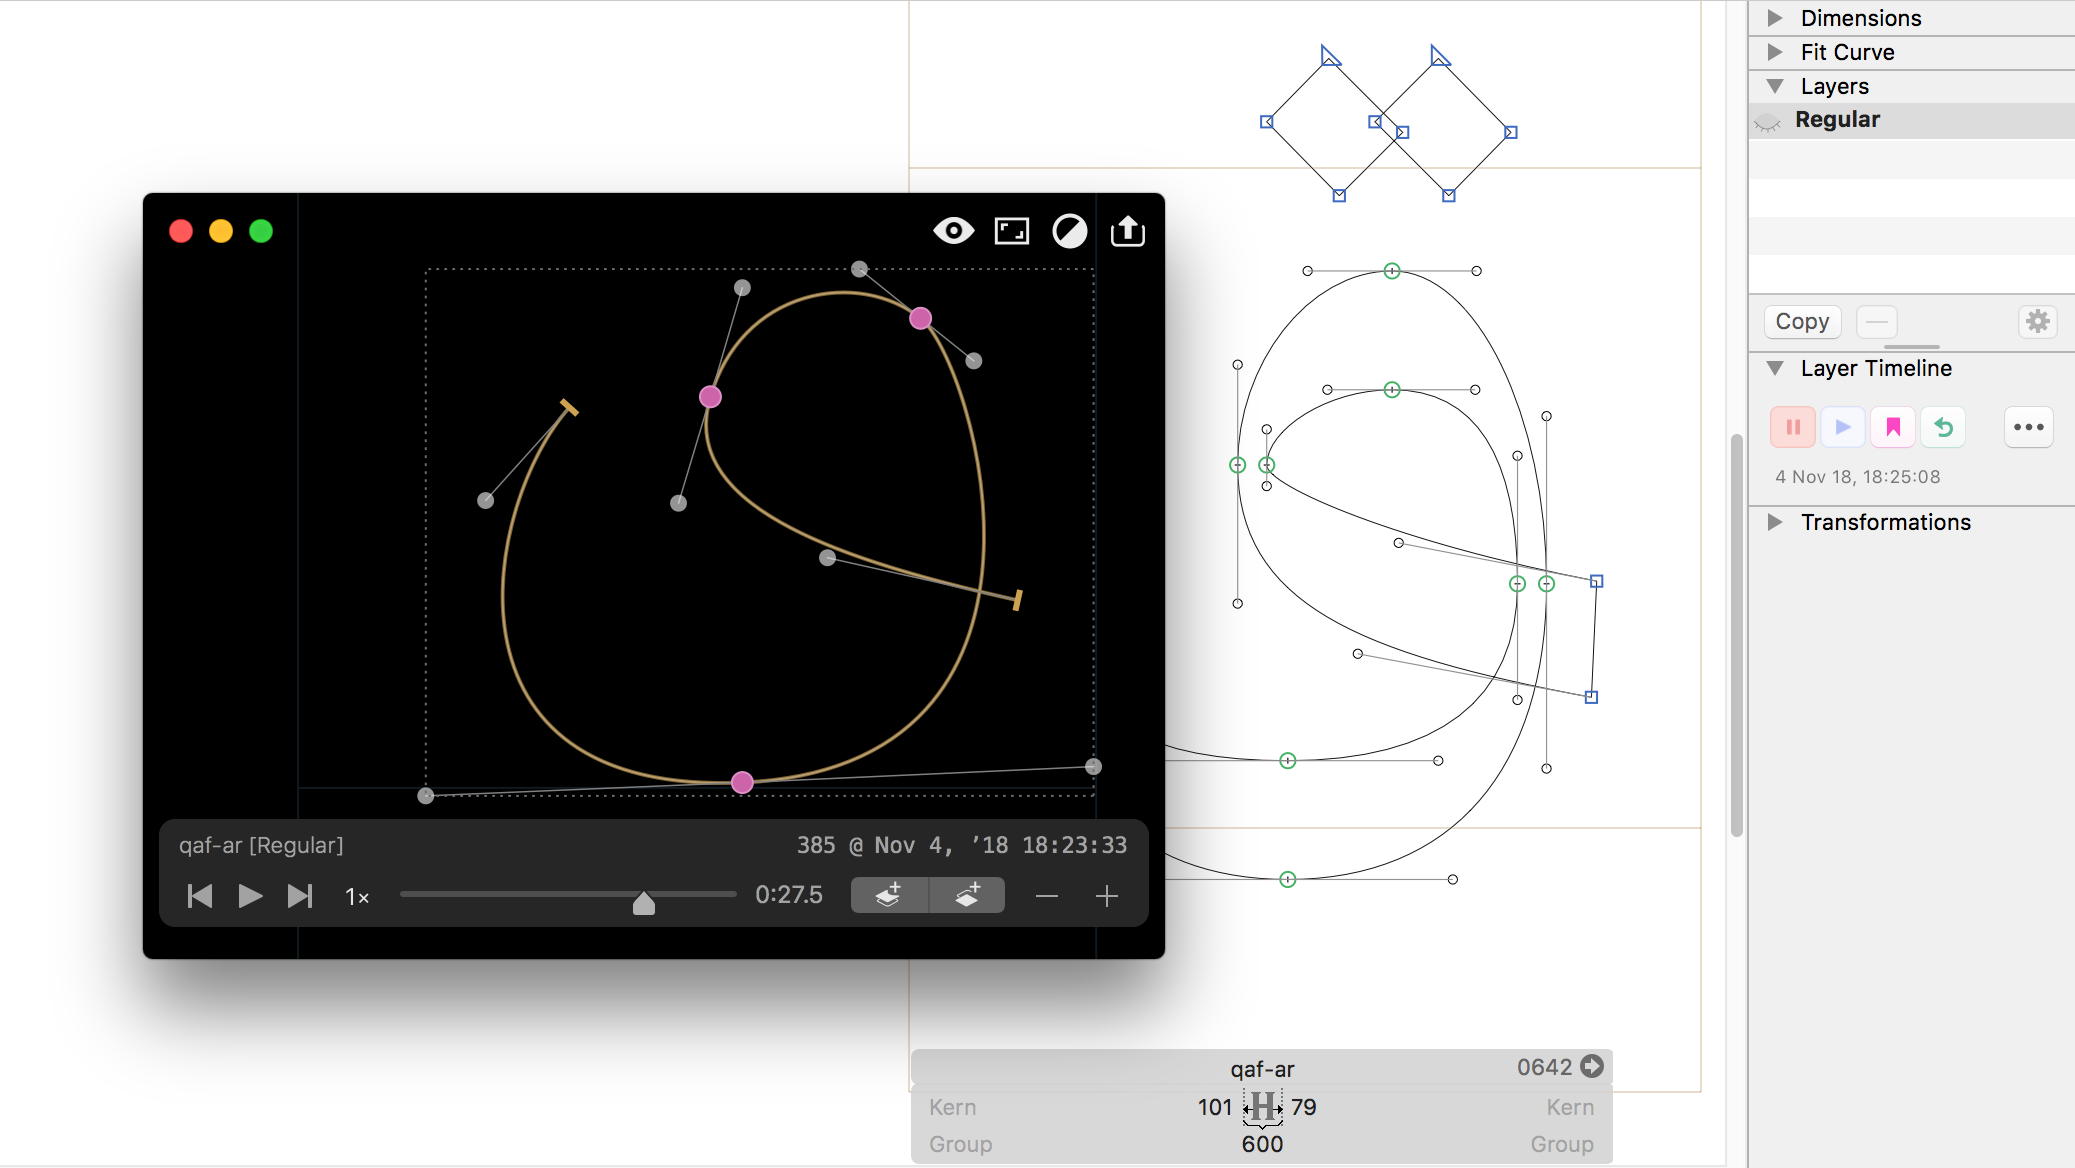 Dimensions
Fit Curve
Layers
Regular
Copy
Layer Timeline
4 Nov 18, 18:25:08
Transformations
qaf-ar [Regular]
385 @ Nov 4, ’18 18:23:33
1×
0:27.5
qaf-ar
0642
Kern
101
H
79
Kern
Group
600
Group